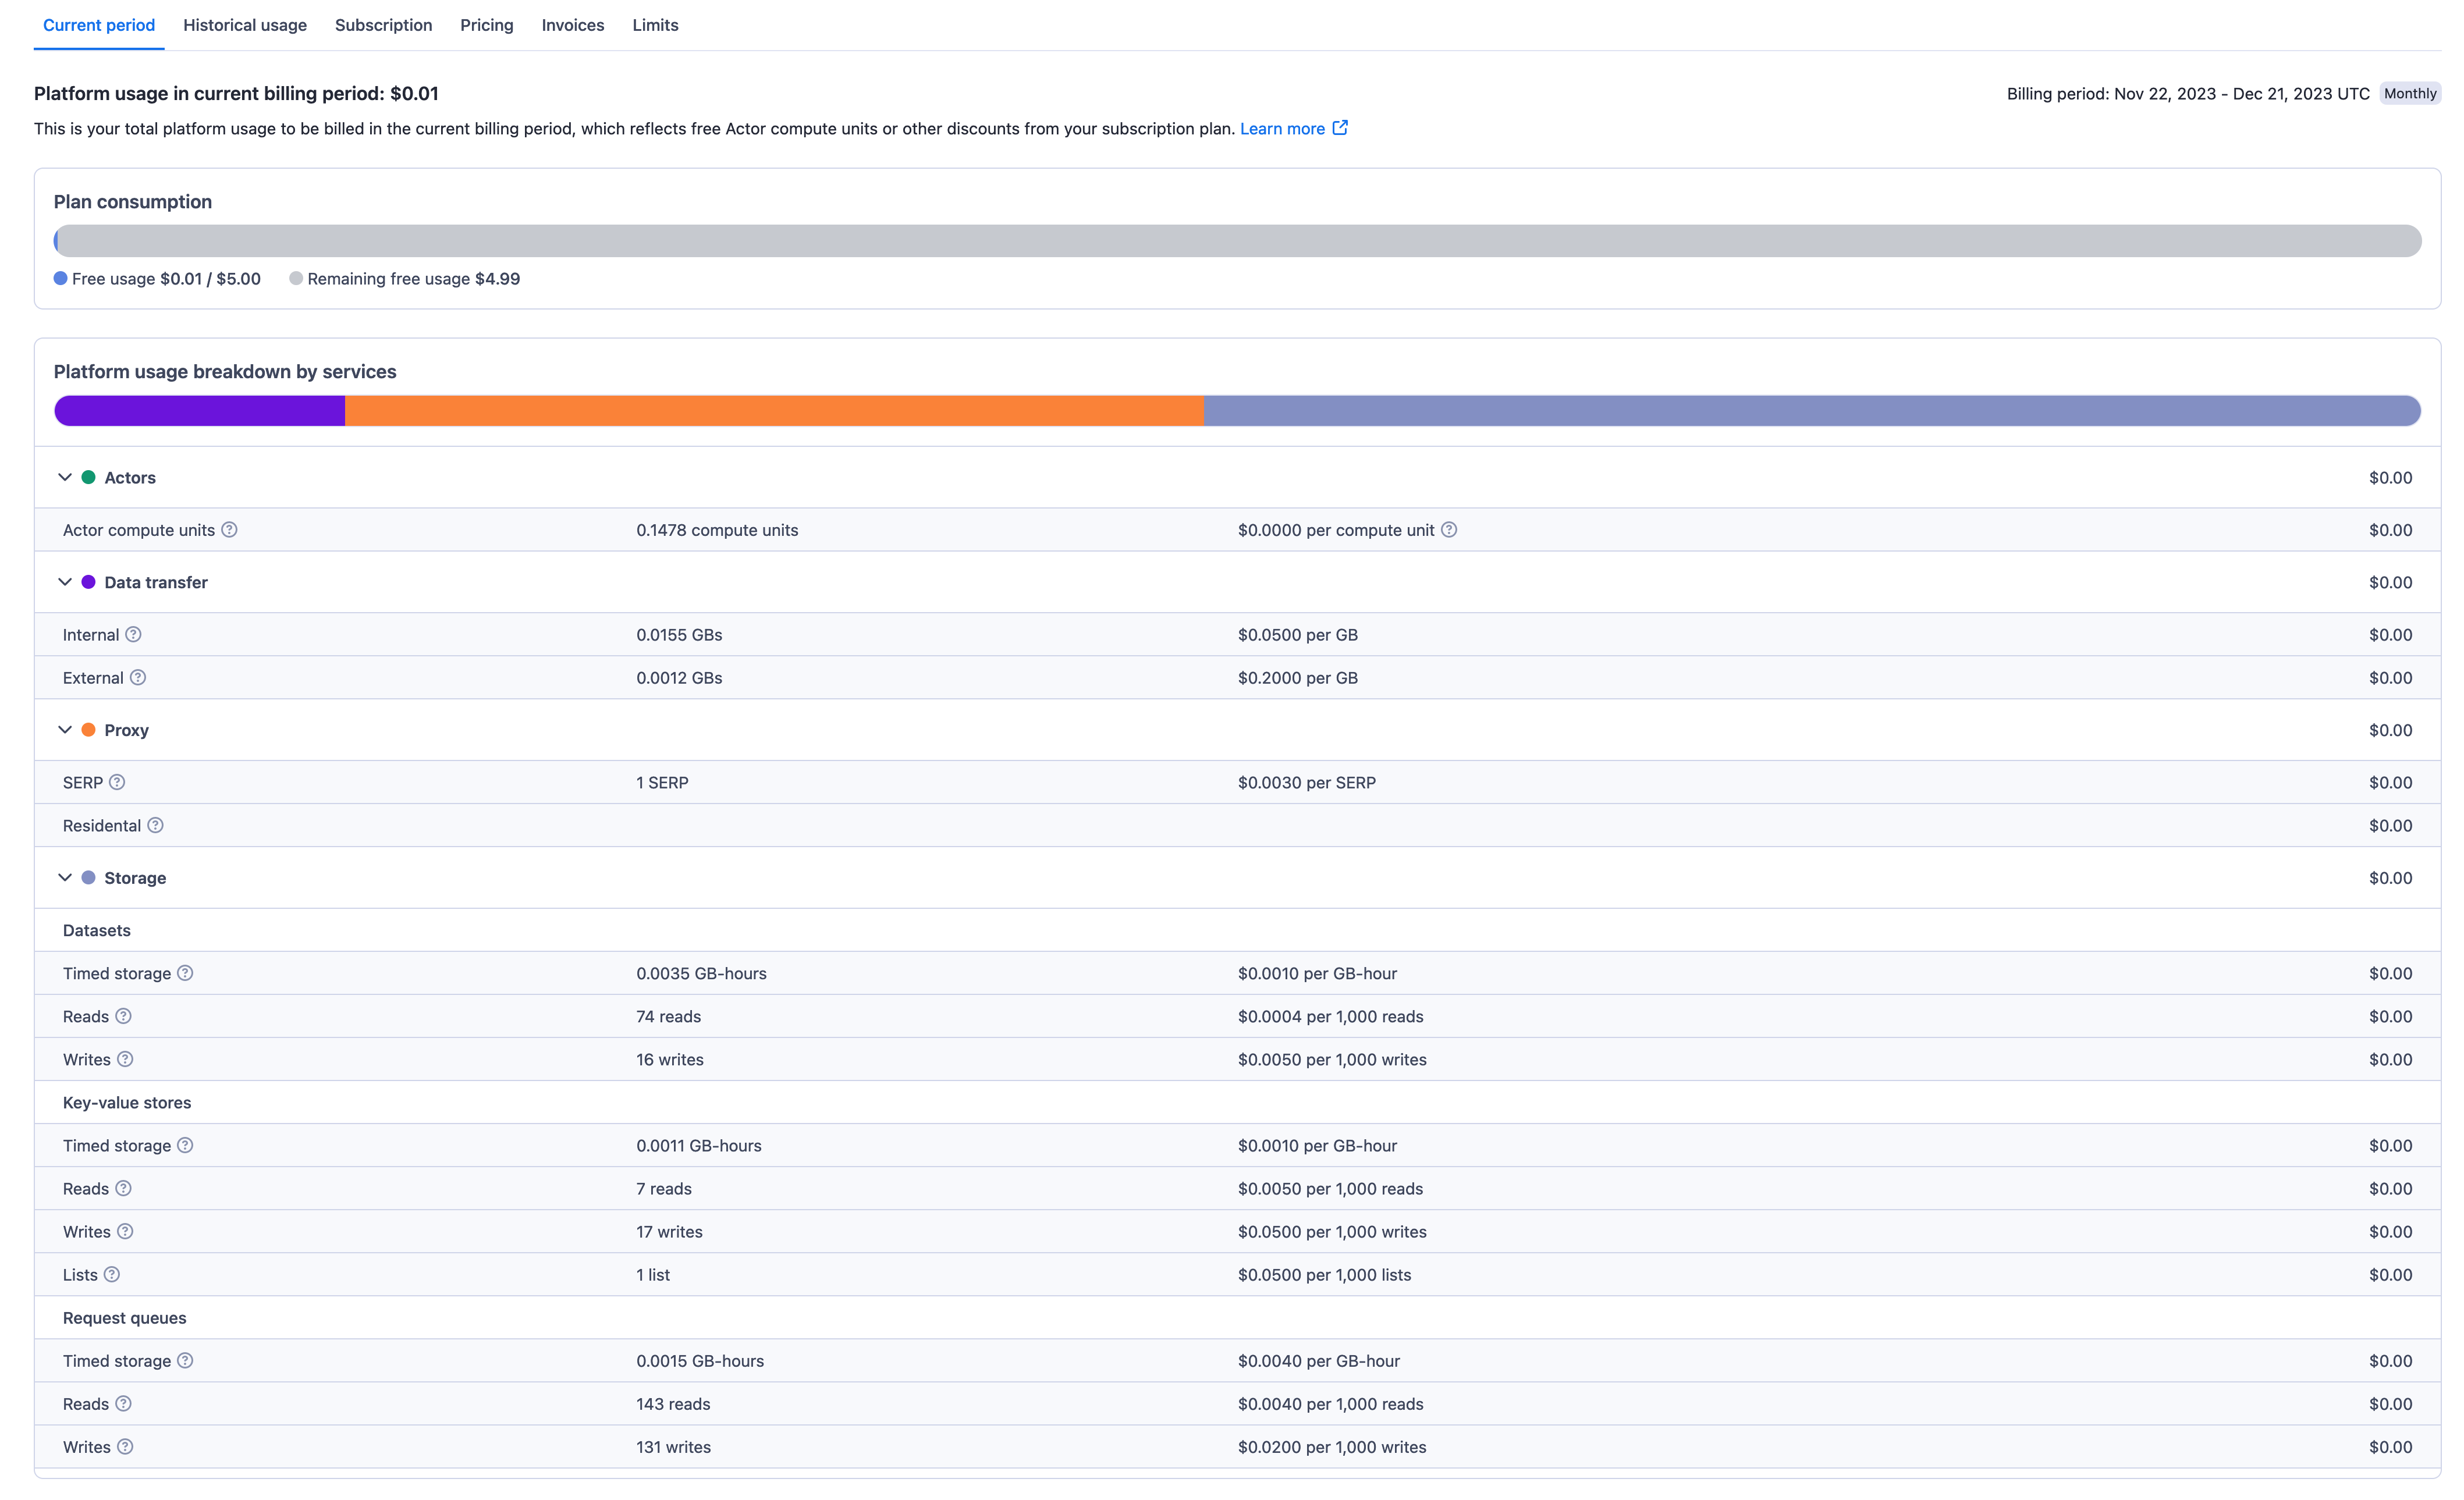 Current period Historical usage Subscription Pricing Invoices Limits
Platform usage in current billing period: $0.01 Billing period: Nov 22, 2023 - Dec 21, 2023 UTC Monthly
This is your total platform usage to be billed in the current billing period, which reflects free Actor compute units or other discounts from your subscription plan. Learn more
Plan consumption
Free usage $0.01 / $5.00 Remaining free usage $4.99
Platform usage breakdown by services
Actors $0.00
Actor compute units 0.1478 compute units $0.0000 per compute unit $0.00
Data transfer $0.00
Internal 0.0155 GBs $0.0500 per GB $0.00
External 0.0012 GBs $0.2000 per GB $0.00
Proxy $0.00
SERP 1 SERP $0.0030 per SERP $0.00
Residental $0.00
Storage $0.00
Datasets
Timed storage 0.0035 GB-hours $0.0010 per GB-hour $0.00
Reads 74 reads $0.0004 per 1,000 reads $0.00
Writes 16 writes $0.0050 per 1,000 writes $0.00
Key-value stores
Timed storage 0.0011 GB-hours $0.0010 per GB-hour $0.00
Reads 7 reads $0.0050 per 1,000 reads $0.00
Writes 17 writes $0.0500 per 1,000 writes $0.00
Lists 1 list $0.0500 per 1,000 lists $0.00
Request queues
Timed storage 0.0015 GB-hours $0.0040 per GB-hour $0.00
Reads 143 reads $0.0040 per 1,000 reads $0.00
Writes 131 writes $0.0200 per 1,000 writes $0.00